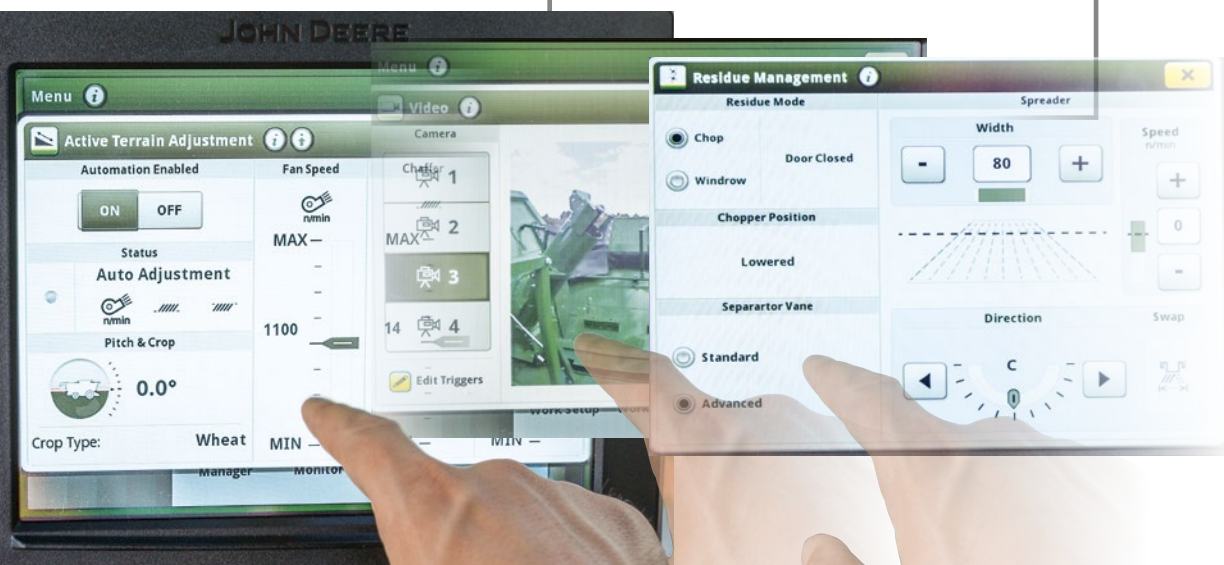 JOHN DEERE
Menu
Active Terrain Adjustment
Automation Enabled
ON OFF
Status
Auto Adjustment
n/min
Pitch & Crop
0.0°
Crop Type: Wheat
Fan Speed
n/min
MAX
1100
MIN
Manager
Monitor
Menu
Video
Camera
Chaffer
1
MAX
2
3
14
4
Edit Triggers
Work Setup
MIN
Residue Management
Residue Mode
Chop
Door Closed
Windrow
Chopper Position
Lowered
Separartor Vane
Standard
Advanced
Spreader
Width
- 80 +
Speed
n/min
+
0
-
Direction
C
Swap